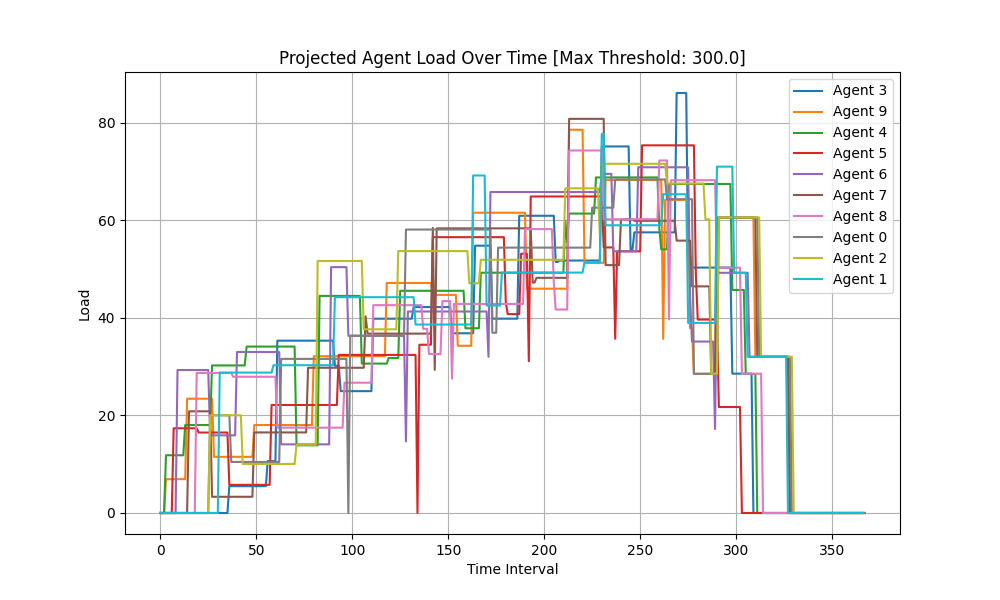 Projected Agent Load Over Time [Max Threshold: 300.0]
Load
80
60
40
20
0
0 50 100 150 200 250 300 350
Time Interval
Agent 3
Agent 9
Agent 4
Agent 5
Agent 6
Agent 7
Agent 8
Agent 0
Agent 2
Agent 1